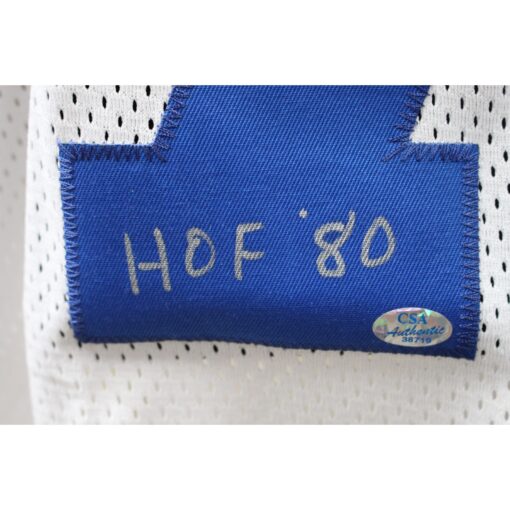 HOF '80
CSA
Authentic
38719